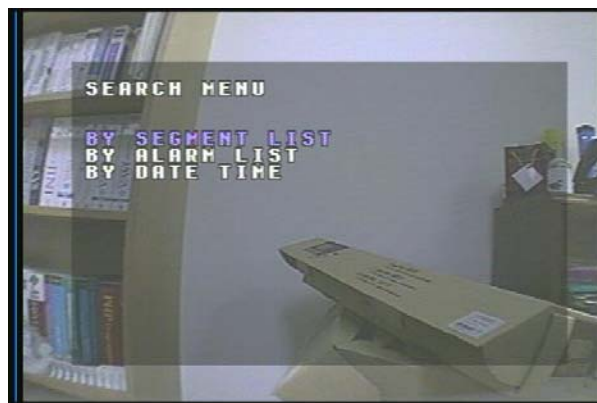 SEARCH MENU
BY SEGMENT LIST
BY ALARM LIST
BY DATE TIME